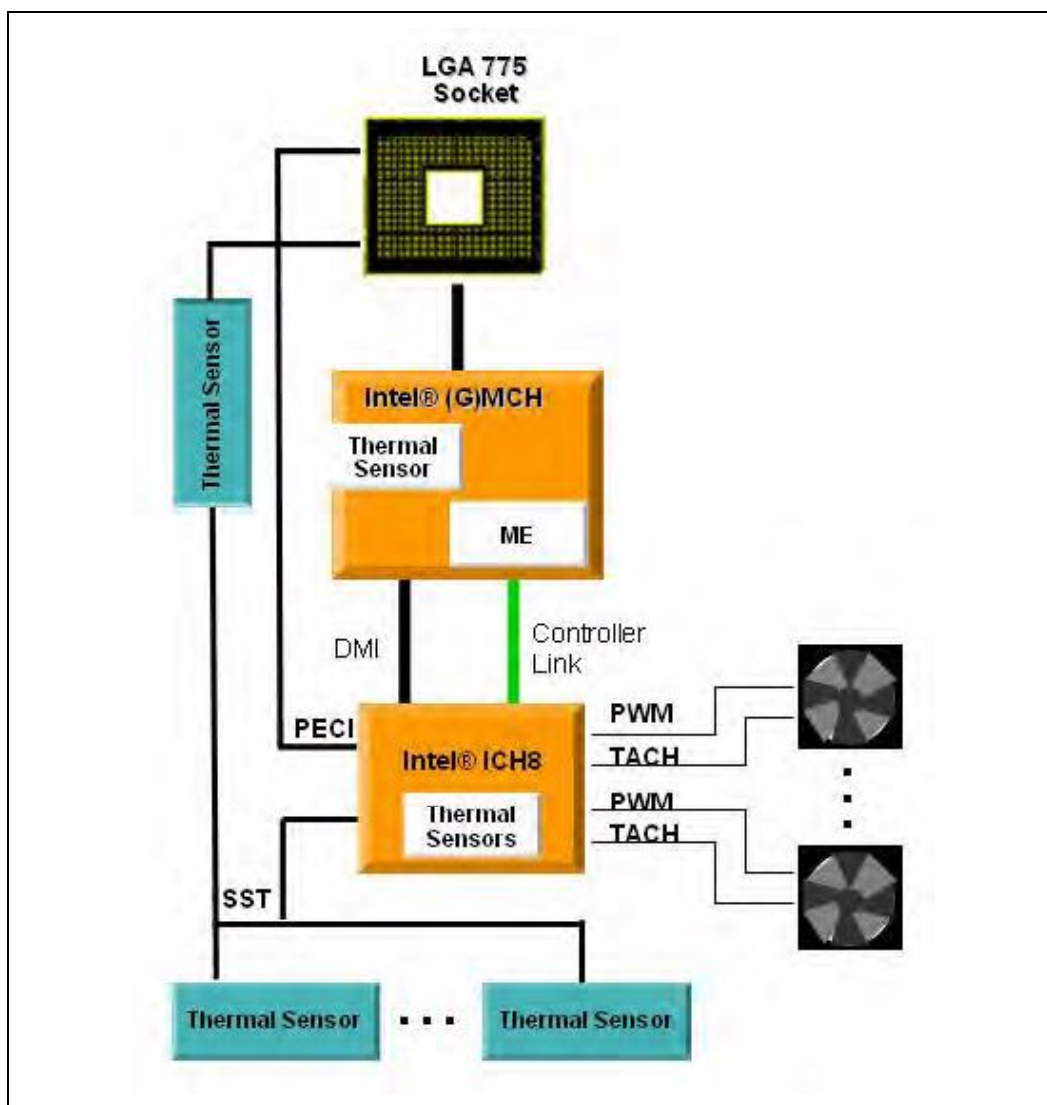 LGA 775
Socket
Thermal Sensor
Intel® (G)MCH
Thermal
Sensor
ME
DMI
Controller
Link
PECI
Intel® ICH8
Thermal
Sensors
PWM
TACH
PWM
TACH
SST
Thermal Sensor
Thermal Sensor